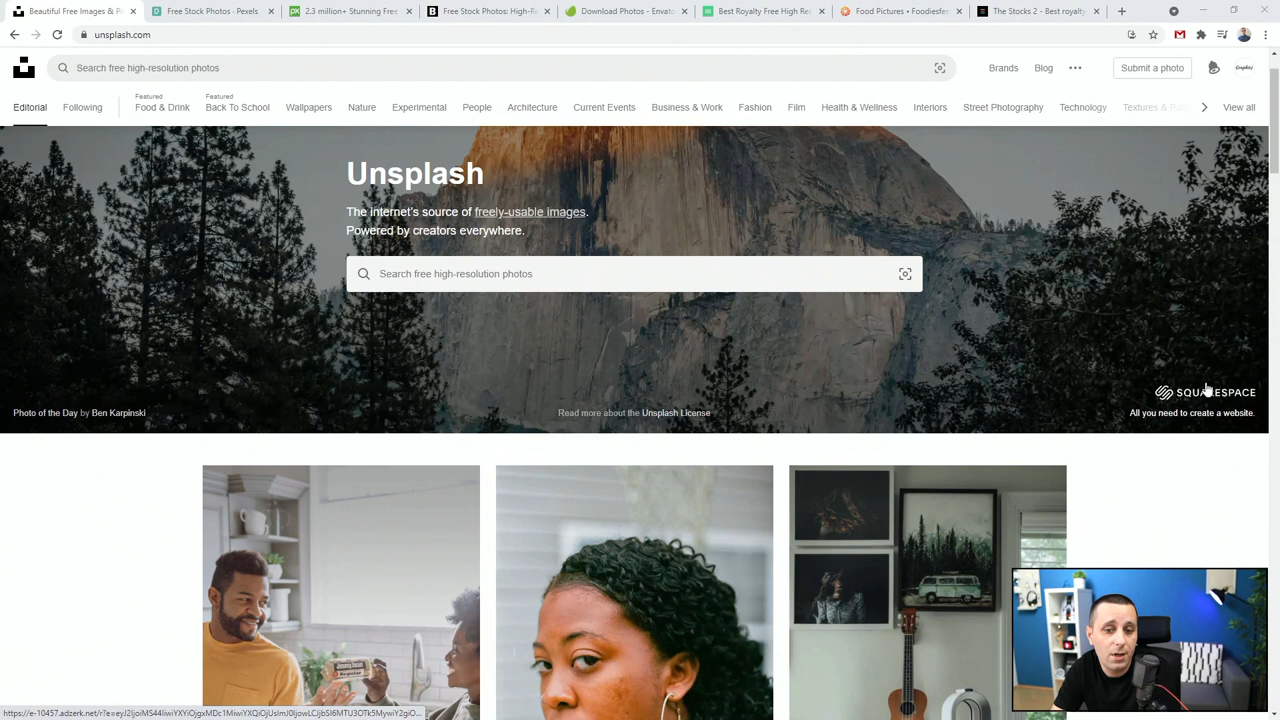 Beautiful Free Images & P
Free Stock Photos · Pexels
2.3 million+ Stunning Free
Free Stock Photos: High-R
Download Photos - Envato
Best Royalty Free High Res
Food Pictures • Foodiesfee
The Stocks 2 - Best royalty
unsplash.com
Search free high-resolution photos
Brands
Blog
Submit a photo
Editorial
Following
Featured
Food & Drink
Featured
Back To School
Wallpapers
Nature
Experimental
People
Architecture
Current Events
Business & Work
Fashion
Film
Health & Wellness
Interiors
Street Photography
Technology
Textures &
View all
Unsplash
The internet's source of freely-usable images.
Powered by creators everywhere.
Search free high-resolution photos
SQUARESPACE
Photo of the Day by Ben Karpinski
Read more about the Unsplash License
All you need to create a website.
Jimmy Dean